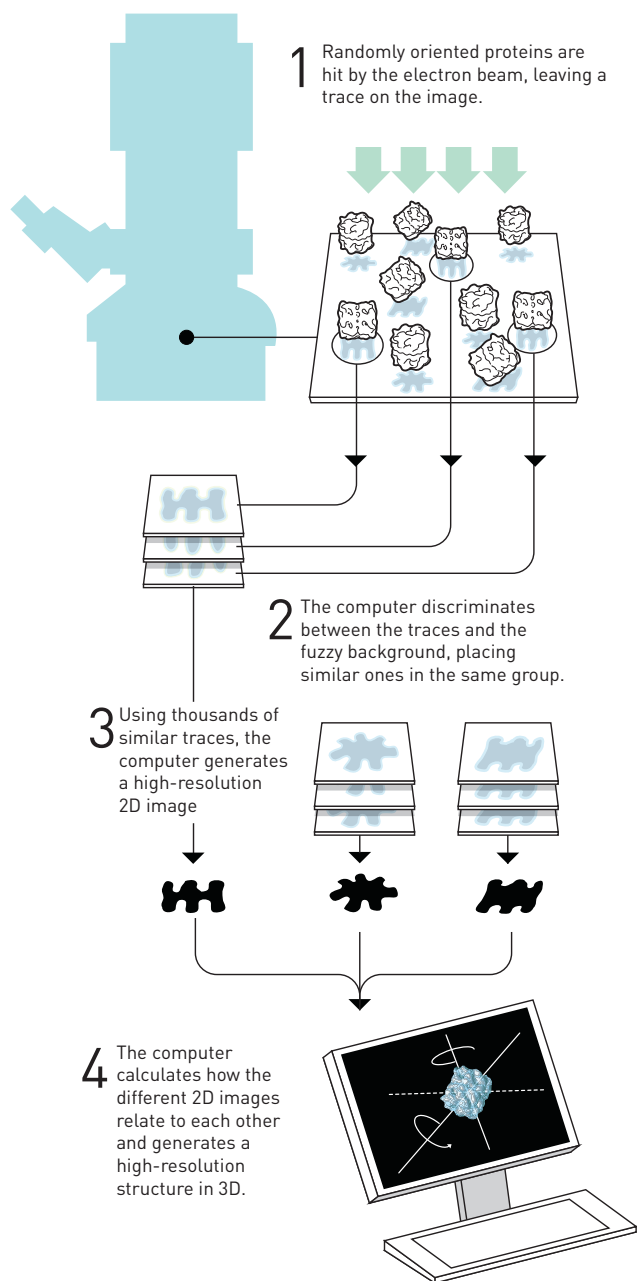 1 Randomly oriented proteins are
hit by the electron beam, leaving a
trace on the image.
2 The computer discriminates
between the traces and the
fuzzy background, placing
similar ones in the same group.
3 Using thousands of
similar traces, the
computer generates
a high-resolution
2D image
4 The computer
calculates how the
different 2D images
relate to each other
and generates a
high-resolution
structure in 3D.